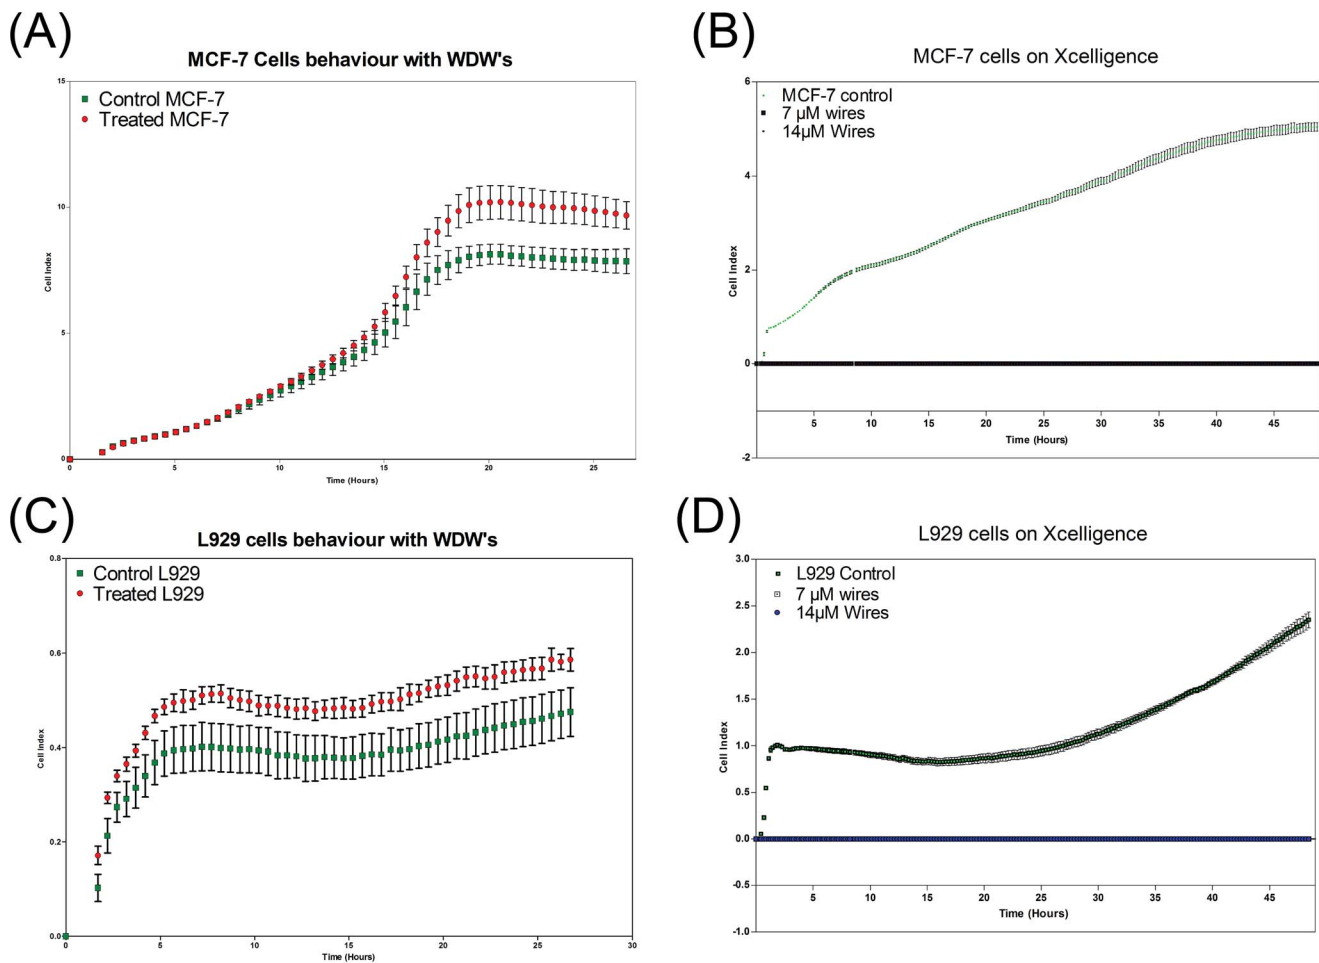 (A)
MCF-7 Cells behaviour with WDW's
15
10
5
0
Cell Index
Control MCF-7
Treated MCF-7
0 5 10 15 20 25
Time (Hours)
(B)
MCF-7 cells on Xcelligence
6
4
2
0
-2
Cell Index
MCF-7 control
7 µM wires
14µM Wires
5 10 15 20 25 30 35 40 45
Time (Hours)
(C)
L929 cells behaviour with WDW's
0.8
0.6
0.4
0.2
0.0
Cell Index
Control L929
Treated L929
0 5 10 15 20 25 30
Time (Hours)
(D)
L929 cells on Xcelligence
3.0
2.5
2.0
1.5
1.0
0.5
0.0
-0.5
-1.0
Cell Index
L929 Control
7 µM wires
14µM Wires
5 10 15 20 25 30 35 40 45
Time (Hours)